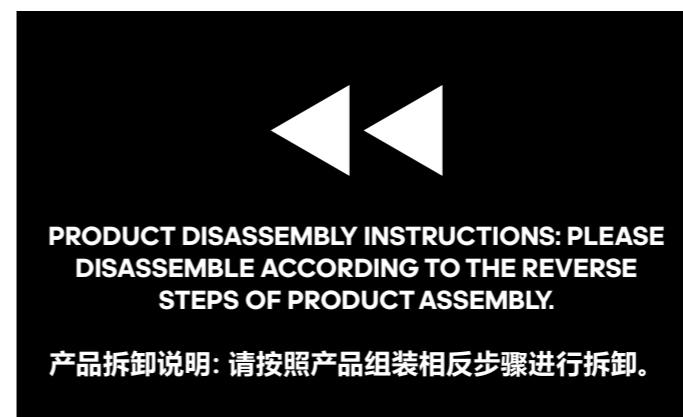 PRODUCT DISASSEMBLY INSTRUCTIONS: PLEASE
DISASSEMBLE ACCORDING TO THE REVERSE
STEPS OF PRODUCT ASSEMBLY.
产品拆卸说明：请按照产品组装相反步骤进行拆卸。